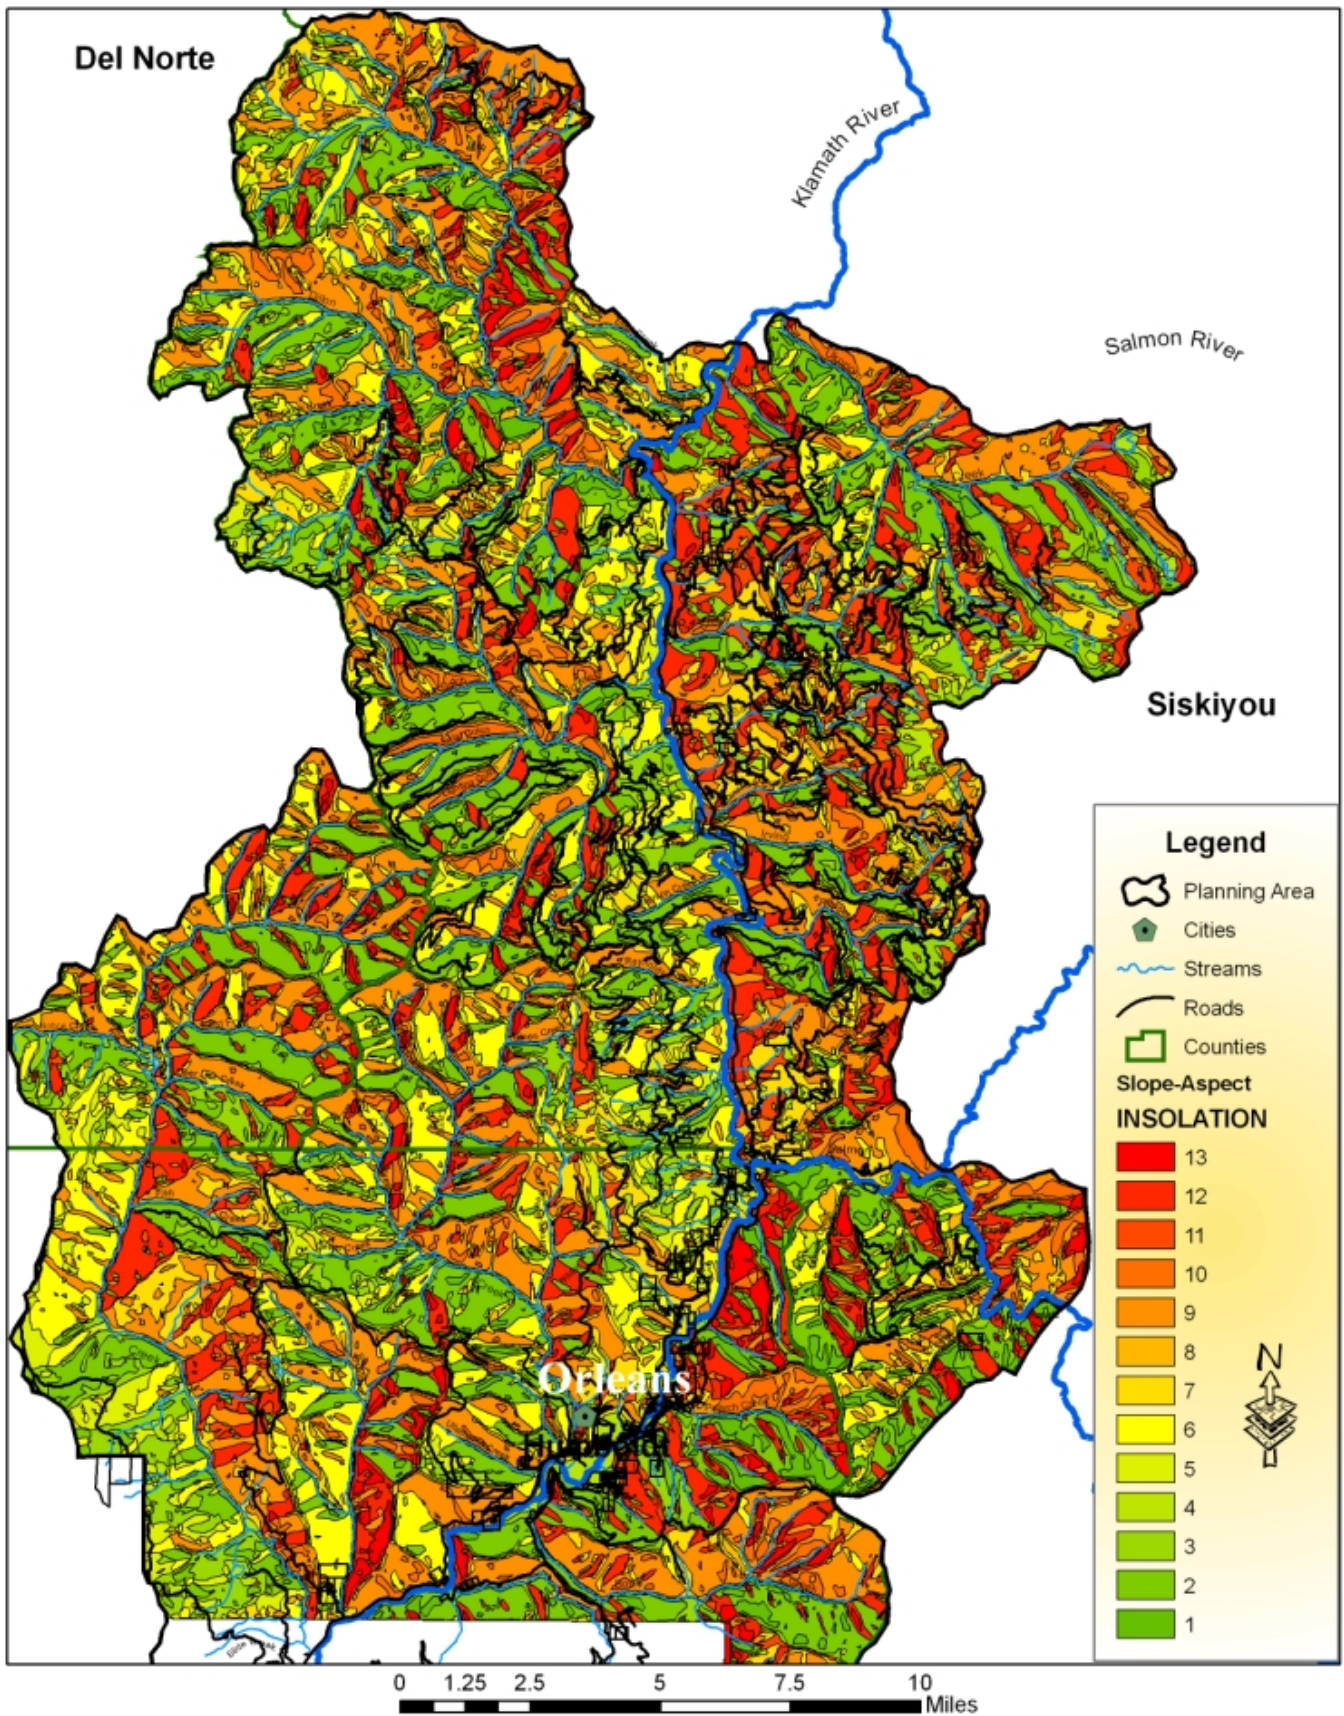 Del Norte
Klamath River
Salmon River
Siskiyou
Orleans
Legend
Planning Area
Cities
Streams
Roads
Counties
Slope-Aspect
INSOLATION
13
12
11
10
9
8
7
6
5
4
3
2
1
N
0 1.25 2.5 5 7.5 10
Miles